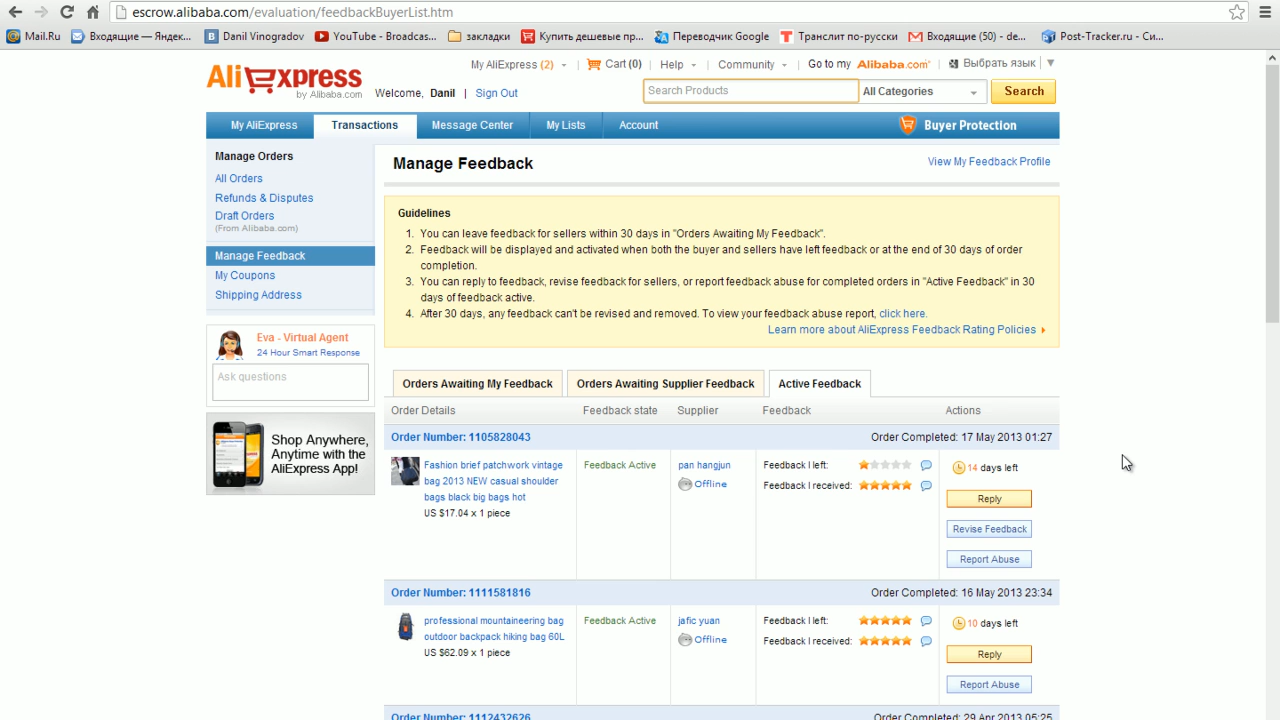 escrow.alibaba.com/evaluation/feedbackBuyerList.htm
Mail.Ru Входящие — Яндек... Danil Vinogradov YouTube - Broadcas... закладки Купить дешевые пр... Переводчик Google Транслит по-русски Входящие (50) - de... Post-Tracker.ru - Си...
My AliExpress (2) Cart (0) Help Community Go to my Alibaba.com Выбрать язык
AliExpress
by Alibaba.com
Welcome, Danil | Sign Out
Search Products All Categories Search
My AliExpress Transactions Message Center My Lists Account Buyer Protection
Manage Orders
All Orders
Refunds & Disputes
Draft Orders
(From Alibaba.com)
Manage Feedback
My Coupons
Shipping Address
Eva - Virtual Agent
24 Hour Smart Response
Ask questions
Shop Anywhere,
Anytime with the
AliExpress App!
Manage Feedback View My Feedback Profile
Guidelines
1. You can leave feedback for sellers within 30 days in "Orders Awaiting My Feedback".
2. Feedback will be displayed and activated when both the buyer and sellers have left feedback or at the end of 30 days of order
completion.
3. You can reply to feedback, revise feedback for sellers, or report feedback abuse for completed orders in "Active Feedback" in 30
days of feedback active.
4. After 30 days, any feedback can't be revised and removed. To view your feedback abuse report, click here.
Learn more about AliExpress Feedback Rating Policies
Orders Awaiting My Feedback Orders Awaiting Supplier Feedback Active Feedback
Order Details Feedback state Supplier Feedback Actions
Order Number: 1105828043 Order Completed: 17 May 2013 01:27
Fashion brief patchwork vintage
bag 2013 NEW casual shoulder
bags black big bags hot
US $17.04 x 1 piece
Feedback Active
pan hangjun
Offline
Feedback I left:
Feedback I received:
14 days left
Reply
Revise Feedback
Report Abuse
Order Number: 1111581816 Order Completed: 16 May 2013 23:34
professional mountaineering bag
outdoor backpack hiking bag 60L
US $62.09 x 1 piece
Feedback Active
jafic yuan
Offline
Feedback I left:
Feedback I received:
10 days left
Reply
Report Abuse
Order Number: 1112432626 Order Completed: 29 Apr 2013 05:25